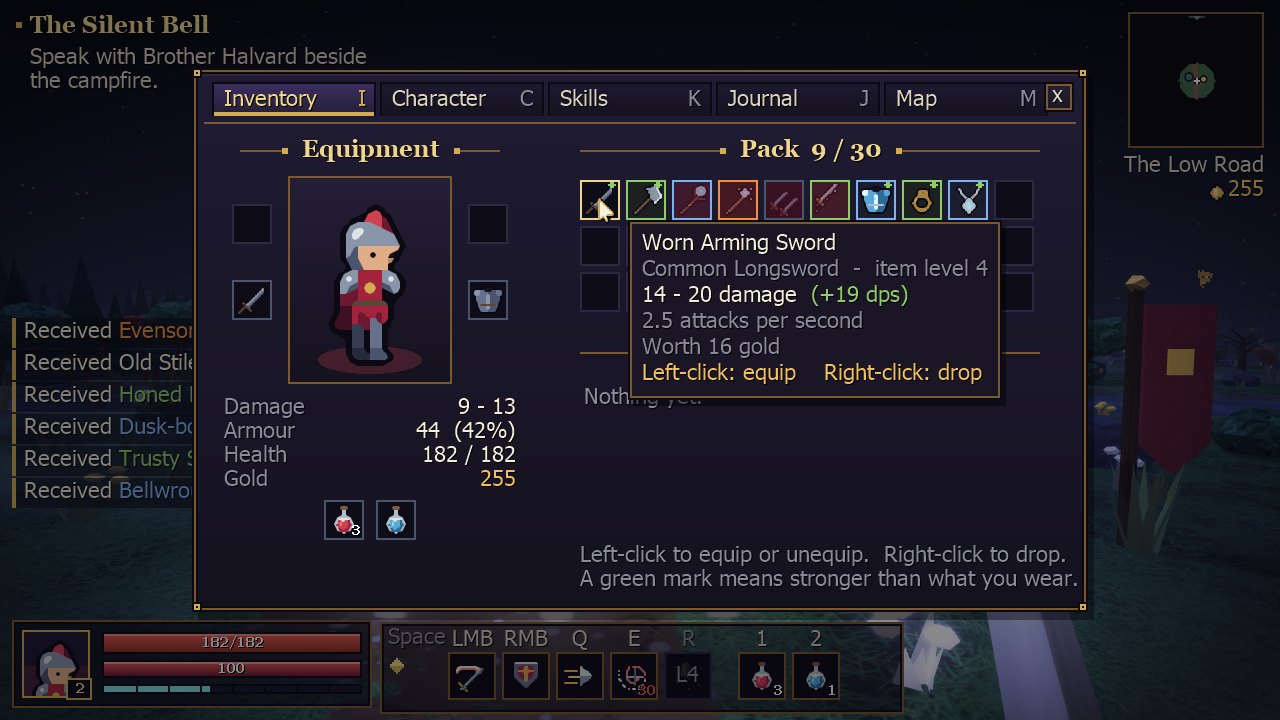 The Silent Bell
Speak with Brother Halvard beside
the campfire.
Inventory I
Character C
Skills K
Journal J
Map M
X
The Low Road
255
Equipment
Pack 9 / 30
Worn Arming Sword
Common Longsword - item level 4
14 - 20 damage (+19 dps)
2.5 attacks per second
Worth 16 gold
Left-click: equip Right-click: drop
Received
Received Old
Received Honed
Received
Received Trusty
Received
Damage 9 - 13
Armour 44 (42%)
Health 182 / 182
Gold 255
3
Left-click to equip or unequip. Right-click to drop.
A green mark means stronger than what you wear.
182/182
100
2
Space LMB RMB Q E R 1 2
30 L4 3 1